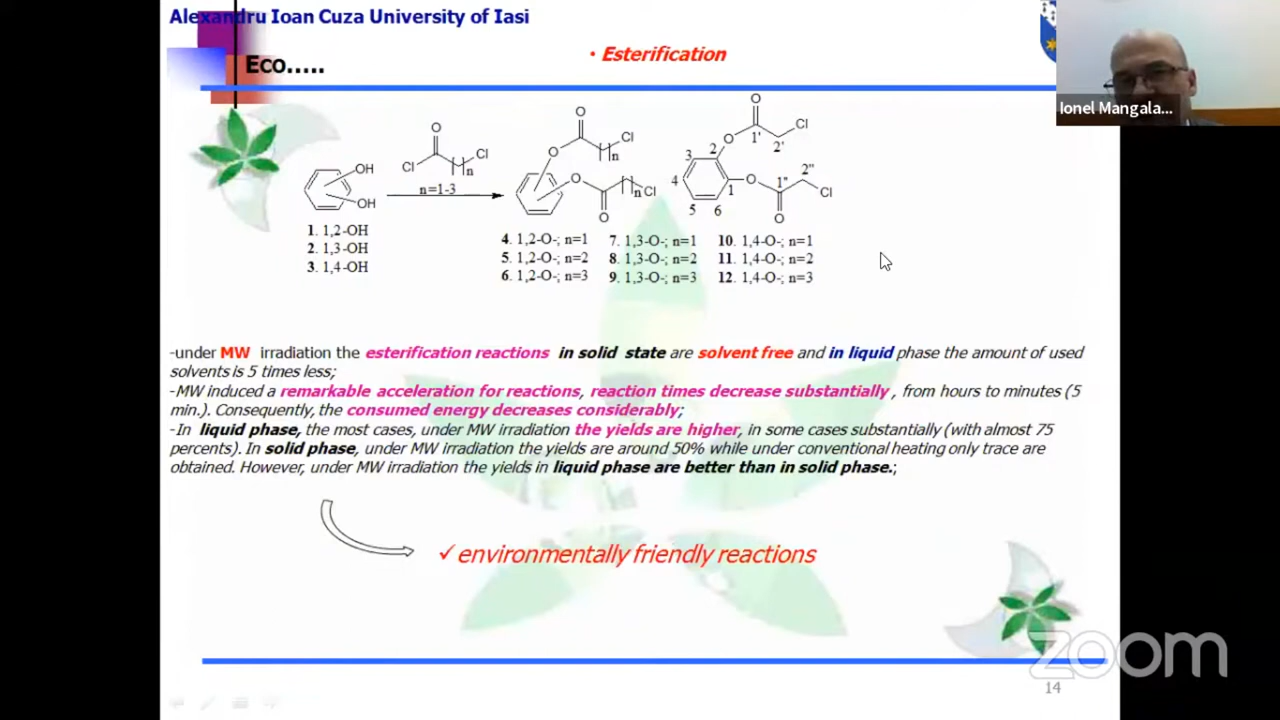 Alexandru Ioan Cuza University of Iasi
Eco.....
• Esterification
Ionel Mangala...
OH
OH
1. 1,2-OH
2. 1,3-OH
3. 1,4-OH
O
Cl
Cl
n
n=1-3
O
O
Cl
n
O
n
Cl
O
4. 1,2-O-; n=1
5. 1,2-O-; n=2
6. 1,2-O-; n=3
7. 1,3-O-; n=1
8. 1,3-O-; n=2
9. 1,3-O-; n=3
O
Cl
O
1'
2'
2
3
4
5
6
1
O
1"
2"
Cl
O
10. 1,4-O-; n=1
11. 1,4-O-; n=2
12. 1,4-O-; n=3
-under MW irradiation the esterification reactions in solid state are solvent free and in liquid phase the amount of used
solvents is 5 times less;
-MW induced a remarkable acceleration for reactions, reaction times decrease substantially , from hours to minutes (5
min.). Consequently, the consumed energy decreases considerably;
-In liquid phase, the most cases, under MW irradiation the yields are higher, in some cases substantially (with almost 75
percents). In solid phase, under MW irradiation the yields are around 50% while under conventional heating only trace are
obtained. However, under MW irradiation the yields in liquid phase are better than in solid phase.;
✓ environmentally friendly reactions
zoom
14